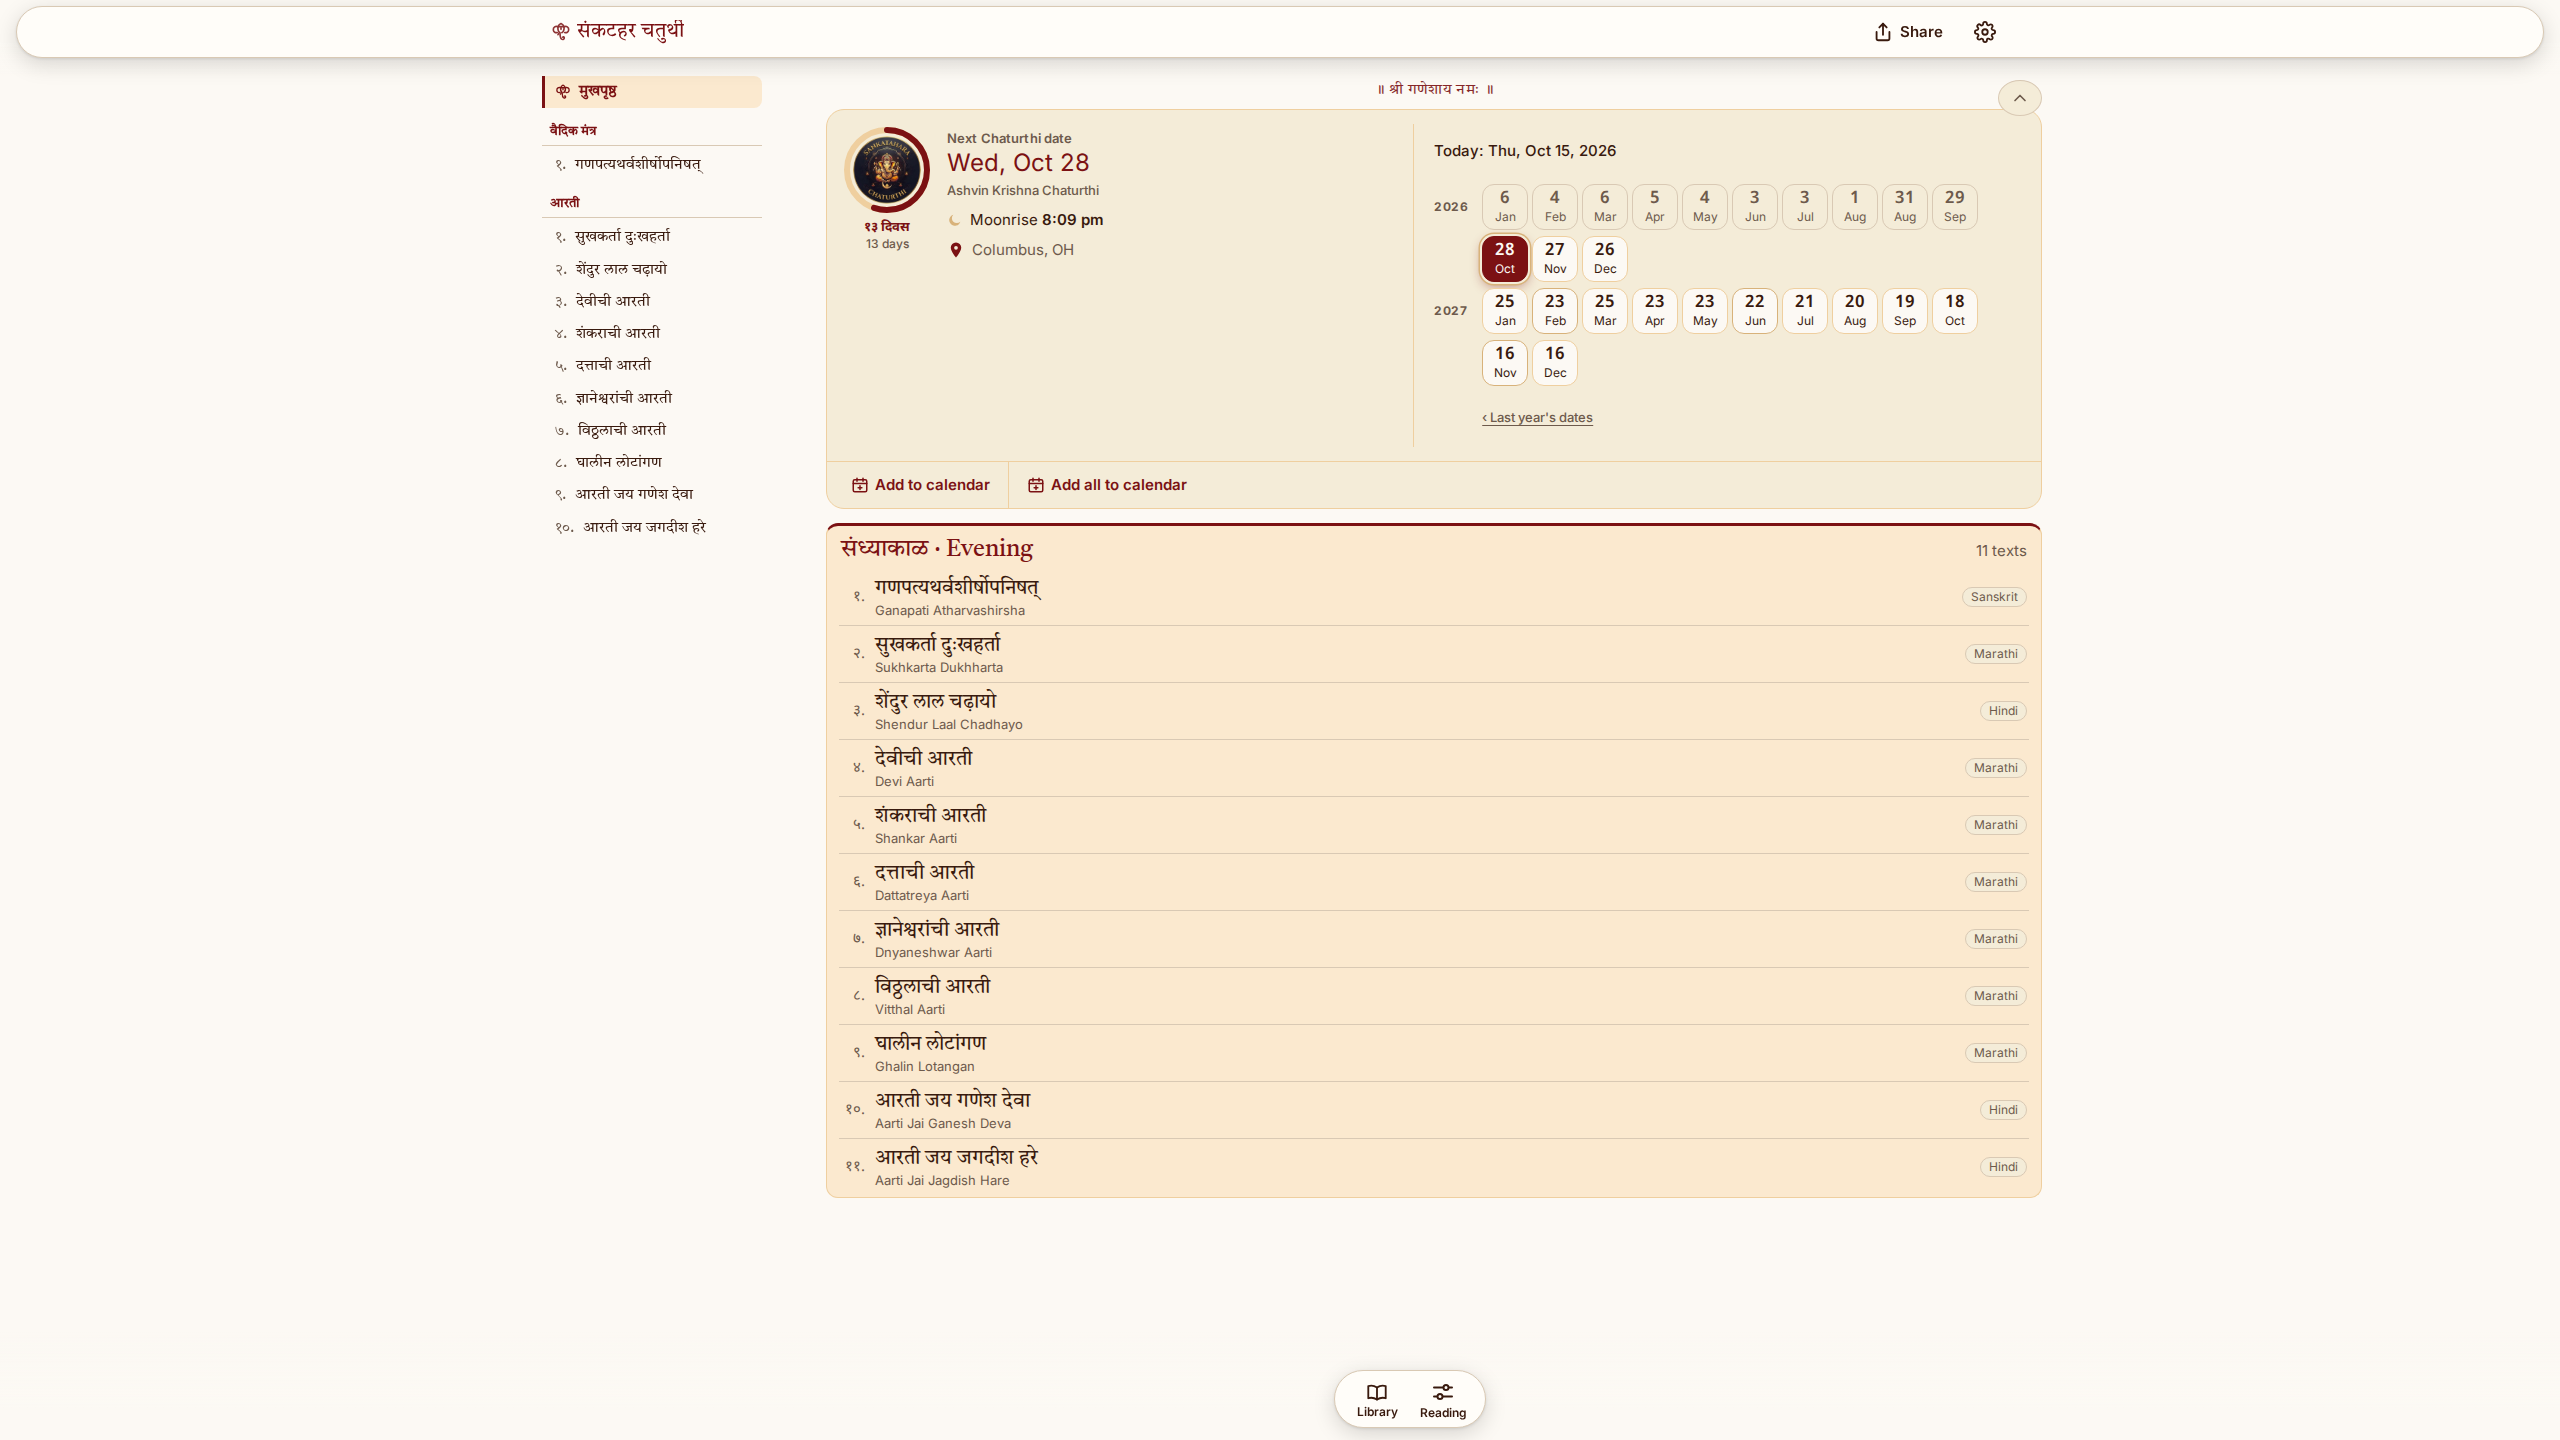 संकटहर चतुर्थी
Share
मुखपृष्ठ
वैदिक मंत्र
१. गणपत्यथर्वशीर्षोपनिषत्
आरती
१. सुखकर्ता दुःखहर्ता
२. शेंदुर लाल चढ़ायो
३. देवीची आरती
४. शंकराची आरती
५. दत्ताची आरती
६. ज्ञानेश्वरांची आरती
७. विठ्ठलाची आरती
८. घालीन लोटांगण
९. आरती जय गणेश देवा
१०. आरती जय जगदीश हरे
॥ श्री गणेशाय नमः ॥
SANKATAHARA
CHATURTHI
१३ दिवस
13 days
Next Chaturthi date
Wed, Oct 28
Ashvin Krishna Chaturthi
Moonrise 8:09 pm
Columbus, OH
Today: Thu, Oct 15, 2026
2026
6 4 6 5 4 3 3 1 31 29
Jan Feb Mar Apr May Jun Jul Aug Aug Sep
28 27 26
Oct Nov Dec
2027
25 23 25 23 23 22 21 20 19 18
Jan Feb Mar Apr May Jun Jul Aug Sep Oct
16 16
Nov Dec
‹ Last year's dates
Add to calendar
Add all to calendar
संध्याकाळ · Evening
11 texts
१. गणपत्यथर्वशीर्षोपनिषत्
Ganapati Atharvashirsha
Sanskrit
२. सुखकर्ता दुःखहर्ता
Sukhkarta Dukhharta
Marathi
३. शेंदुर लाल चढ़ायो
Shendur Laal Chadhayo
Hindi
४. देवीची आरती
Devi Aarti
Marathi
५. शंकराची आरती
Shankar Aarti
Marathi
६. दत्ताची आरती
Dattatreya Aarti
Marathi
७. ज्ञानेश्वरांची आरती
Dnyaneshwar Aarti
Marathi
८. विठ्ठलाची आरती
Vitthal Aarti
Marathi
९. घालीन लोटांगण
Ghalin Lotangan
Marathi
१०. आरती जय गणेश देवा
Aarti Jai Ganesh Deva
Hindi
११. आरती जय जगदीश हरे
Aarti Jai Jagdish Hare
Hindi
Library
Reading